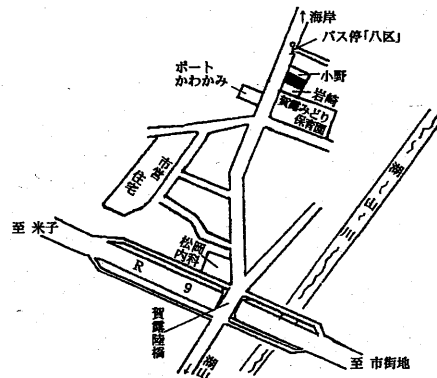 海岸
バス停「八区」
小野
岩崎
賀露みどり
保育園
ポート
かわかみ
市営
住宅
湖山川
至 米子
松岡
内科
R 9
賀露陸橋
湖山
至 市街地